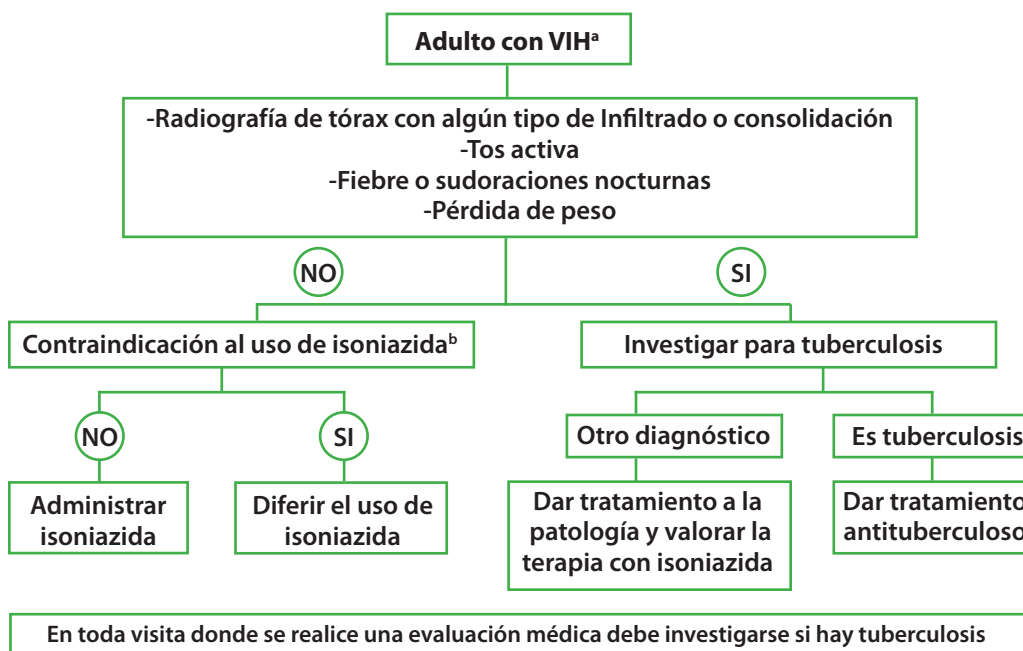 Adulto con VIHª
-Radiografía de tórax con algún tipo de Infiltrado o consolidación
-Tos activa
-Fiebre o sudoraciones nocturnas
-Pérdida de peso
NO
SI
Contraindicación al uso de isoniazidaᵇ
Investigar para tuberculosis
NO
SI
Otro diagnóstico
Es tuberculosis
Administrar
isoniazida
Diferir el uso de
isoniazida
Dar tratamiento a la
patología y valorar la
terapia con isoniazida
Dar tratamiento
antituberculoso
En toda visita donde se realice una evaluación médica debe investigarse si hay tuberculosis